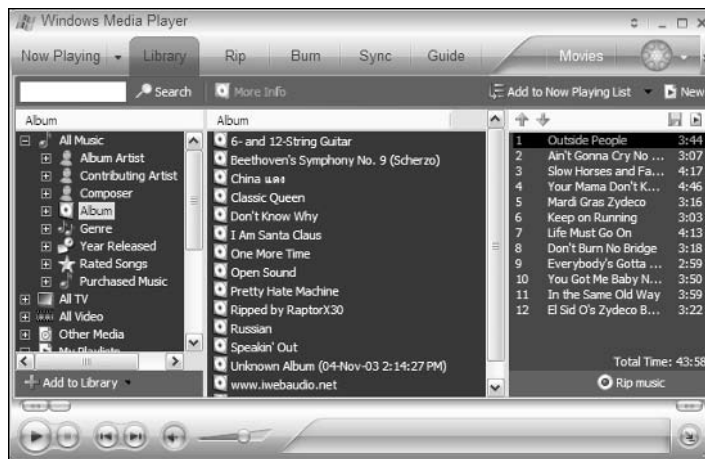 Windows Media Player
Now Playing Library Rip Burn Sync Guide Movies
Search More Info Add to Now Playing List New
Album
All Music
Album Artist
Contributing Artist
Composer
Album
Genre
Year Released
Rated Songs
Purchased Music
All TV
All Video
Other Media
My Playlists
Add to Library
Album
6- and 12-String Guitar
Beethoven's Symphony No. 9 (Scherzo)
China แดง
Classic Queen
Don't Know Why
I Am Santa Claus
One More Time
Open Sound
Pretty Hate Machine
Ripped by RaptorX30
Russian
Speakin' Out
Unknown Album (04-Nov-03 2:14:27 PM)
www.iwebaudio.net
1 Outside People 3:44
2 Ain't Gonna Cry No ... 3:07
3 Slow Horses and Fa... 4:17
4 Your Mama Don't K... 4:46
5 Mardi Gras Zydeco 3:16
6 Keep on Running 3:03
7 Life Must Go On 4:13
8 Don't Burn No Bridge 3:18
9 Everybody's Gotta ... 2:59
10 You Got Me Baby N... 3:50
11 In the Same Old Way 3:59
12 El Sid O's Zydeco B... 3:22
Total Time: 43:58
Rip music